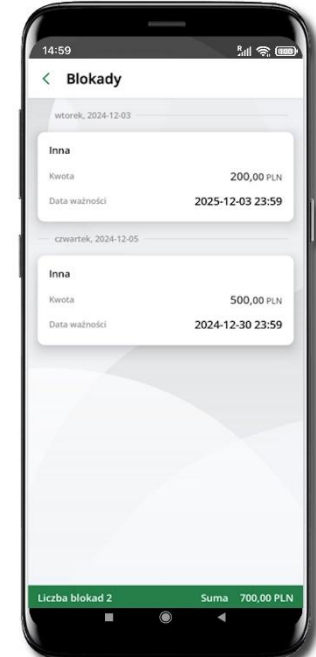 14:59
Blokady
wtorek, 2024-12-03
Inna
Kwota 200,00 PLN
Data ważności 2025-12-03 23:59
czwartek, 2024-12-05
Inna
Kwota 500,00 PLN
Data ważności 2024-12-30 23:59
Liczba blokad 2 Suma 700,00 PLN